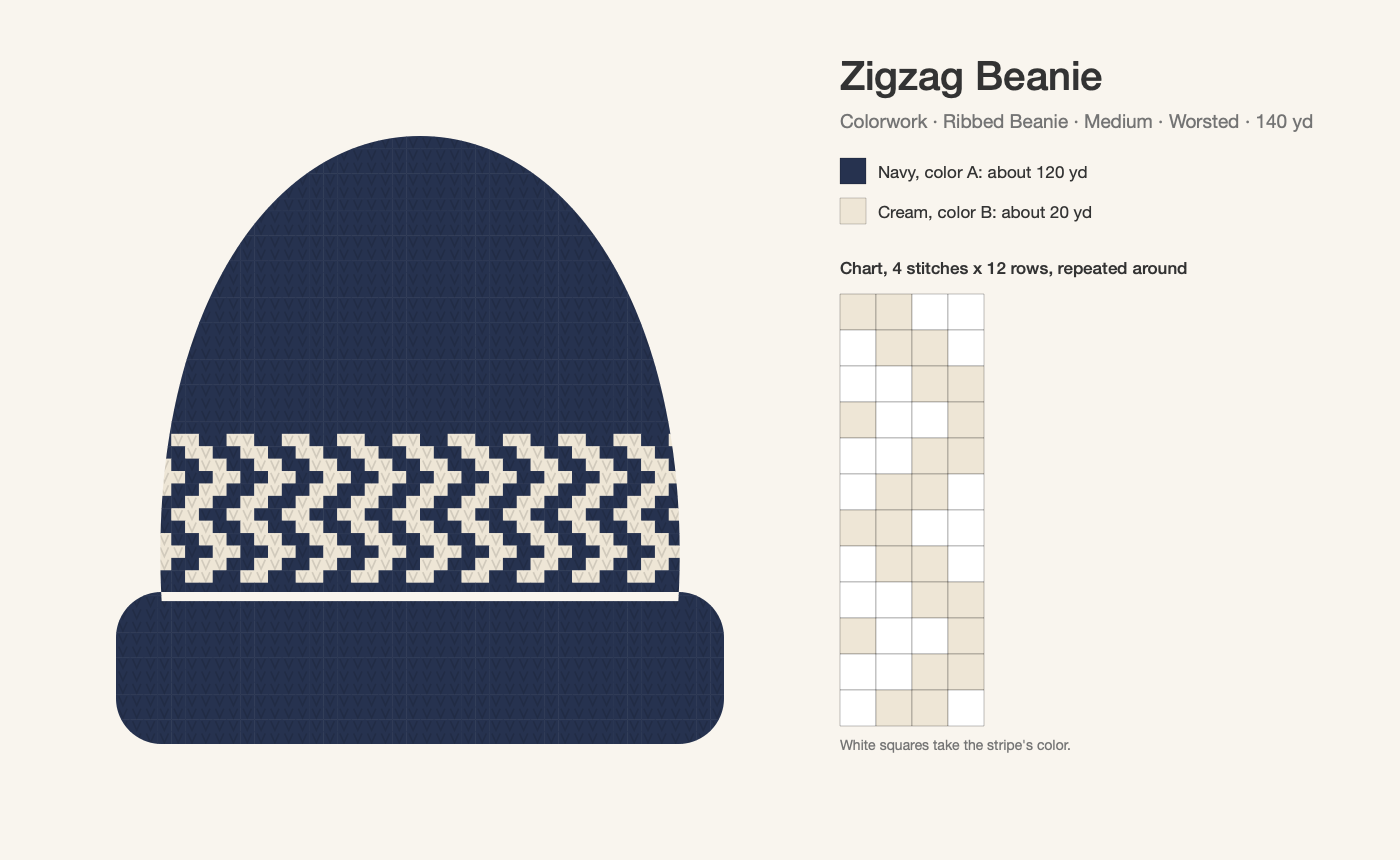 Zigzag Beanie
Colorwork · Ribbed Beanie · Medium · Worsted · 140 yd
Navy, color A: about 120 yd
Cream, color B: about 20 yd
Chart, 4 stitches x 12 rows, repeated around
White squares take the stripe's color.